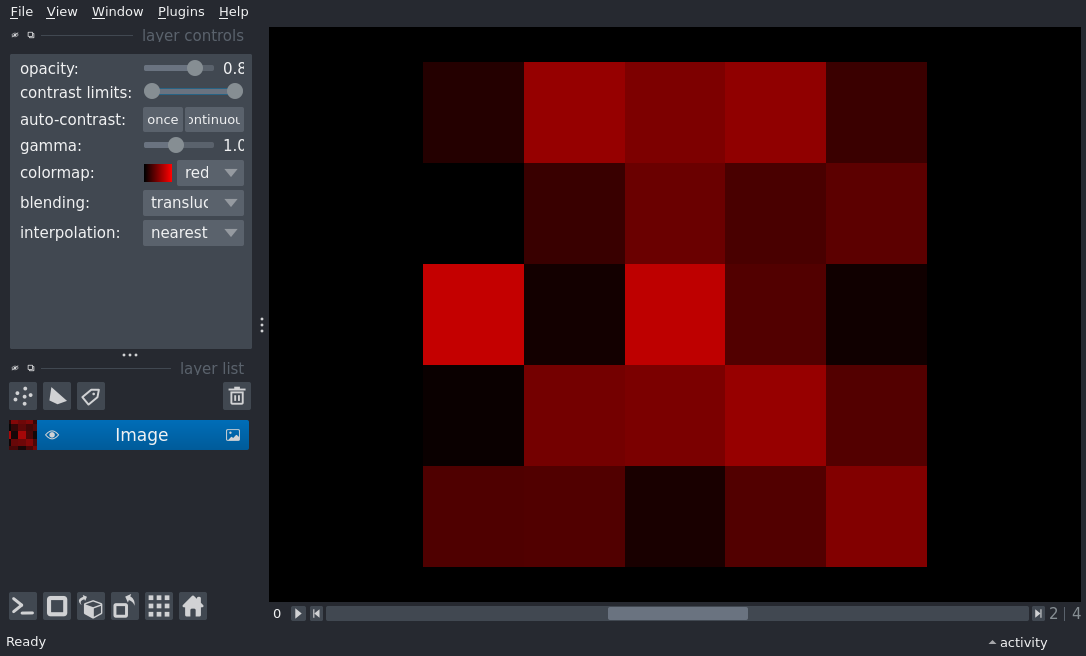 File View Window Plugins Help
layer controls
opacity: 0.8
contrast limits:
auto-contrast: once ontinuou
gamma: 1.0
colormap: red
blending: transluc
interpolation: nearest
layer list
Image
0 2 | 4
Ready
activity